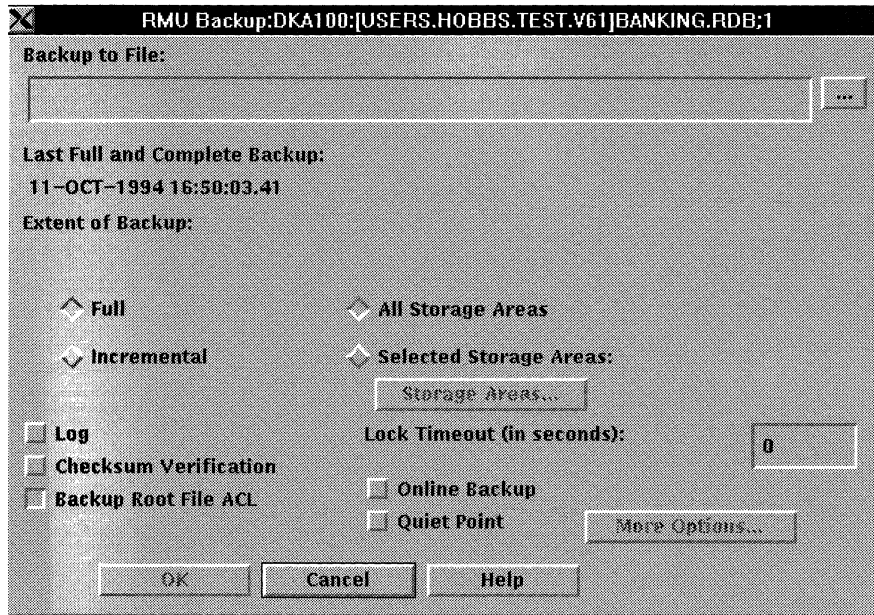 RMU Backup:DKA100:[USERS.HOBBS.TEST.V61]BANKING.RDB;1
Backup to File:
...
Last Full and Complete Backup:
11-OCT-1994 16:50:03.41
Extent of Backup:
Full
All Storage Areas
Incremental
Selected Storage Areas:
Storage Areas...
Log
Lock Timeout (in seconds):
0
Checksum Verification
Online Backup
Backup Root File ACL
Quiet Point
More Options...
OK
Cancel
Help